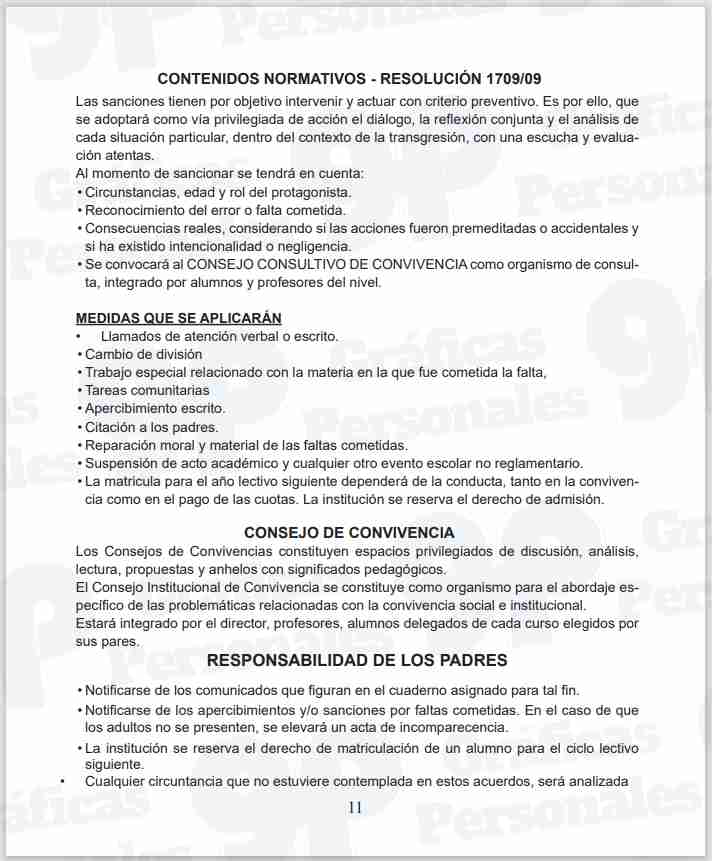 CONTENIDOS NORMATIVOS - RESOLUCIÓN 1709/09
Las sanciones tienen por objetivo intervenir y actuar con criterio preventivo. Es por ello, que
se adoptará como vía privilegiada de acción el diálogo, la reflexión conjunta y el análisis de
cada situación particular, dentro del contexto de la transgresión, con una escucha y evalua-
ción atentas.
Al momento de sancionar se tendrá en cuenta:
• Circunstancias, edad y rol del protagonista.
• Reconocimiento del error o falta cometida.
• Consecuencias reales, considerando si las acciones fueron premeditadas o accidentales y
si ha existido intencionalidad o negligencia.
• Se convocará al CONSEJO CONSULTIVO DE CONVIVENCIA como organismo de consul-
ta, integrado por alumnos y profesores del nivel.
MEDIDAS QUE SE APLICARÁN
• Llamados de atención verbal o escrito.
• Cambio de división
• Trabajo especial relacionado con la materia en la que fue cometida la falta,
• Tareas comunitarias
• Apercibimiento escrito.
• Citación a los padres.
• Reparación moral y material de las faltas cometidas.
• Suspensión de acto académico y cualquier otro evento escolar no reglamentario.
• La matricula para el año lectivo siguiente dependerá de la conducta, tanto en la conviven-
cia como en el pago de las cuotas. La institución se reserva el derecho de admisión.
CONSEJO DE CONVIVENCIA
Los Consejos de Convivencias constituyen espacios privilegiados de discusión, análisis,
lectura, propuestas y anhelos con significados pedagógicos.
El Consejo Institucional de Convivencia se constituye como organismo para el abordaje es-
pecífico de las problemáticas relacionadas con la convivencia social e institucional.
Estará integrado por el director, profesores, alumnos delegados de cada curso elegidos por
sus pares.
RESPONSABILIDAD DE LOS PADRES
• Notificarse de los comunicados que figuran en el cuaderno asignado para tal fin.
• Notificarse de los apercibimientos y/o sanciones por faltas cometidas. En el caso de que
los adultos no se presenten, se elevará un acta de incomparecencia.
• La institución se reserva el derecho de matriculación de un alumno para el ciclo lectivo
siguiente.
• Cualquier circuntancia que no estuviere contemplada en estos acuerdos, será analizada
11